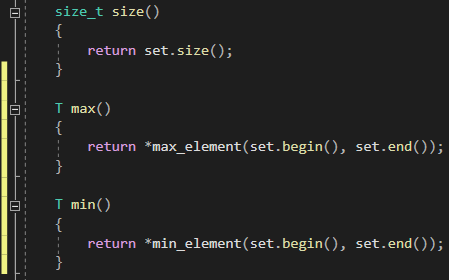 size_t size()
{
return set.size();
}
T max()
{
return *max_element(set.begin(), set.end());
}
T min()
{
return *min_element(set.begin(), set.end());
}